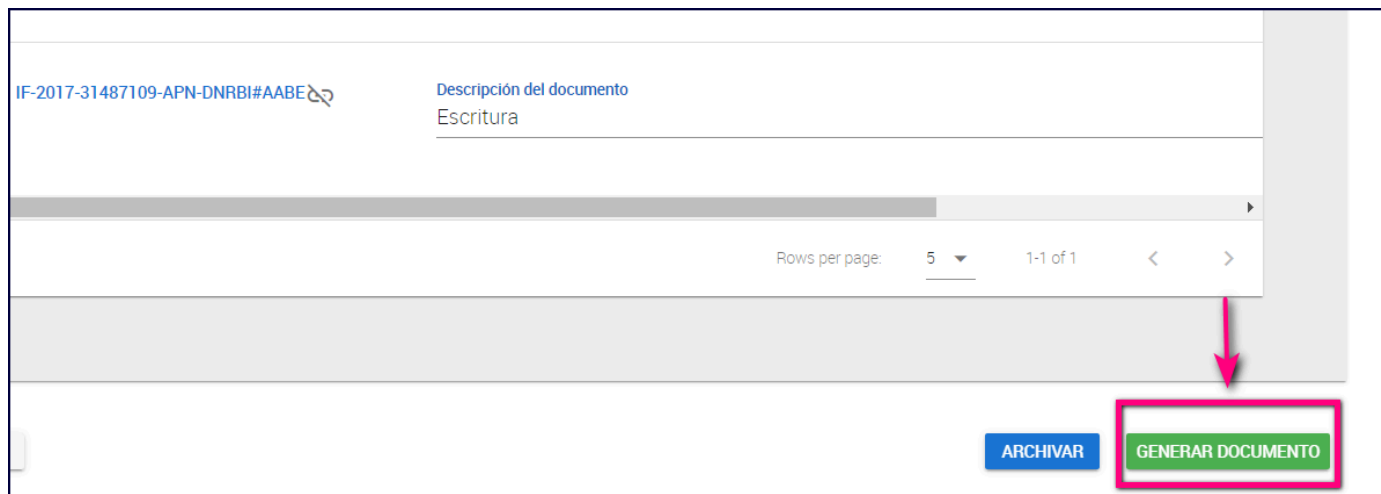 IF-2017-31487109-APN-DNRBI#AABE
Descripción del documento
Escritura
Rows per page: 5 1-1 of 1
ARCHIVAR GENERAR DOCUMENTO